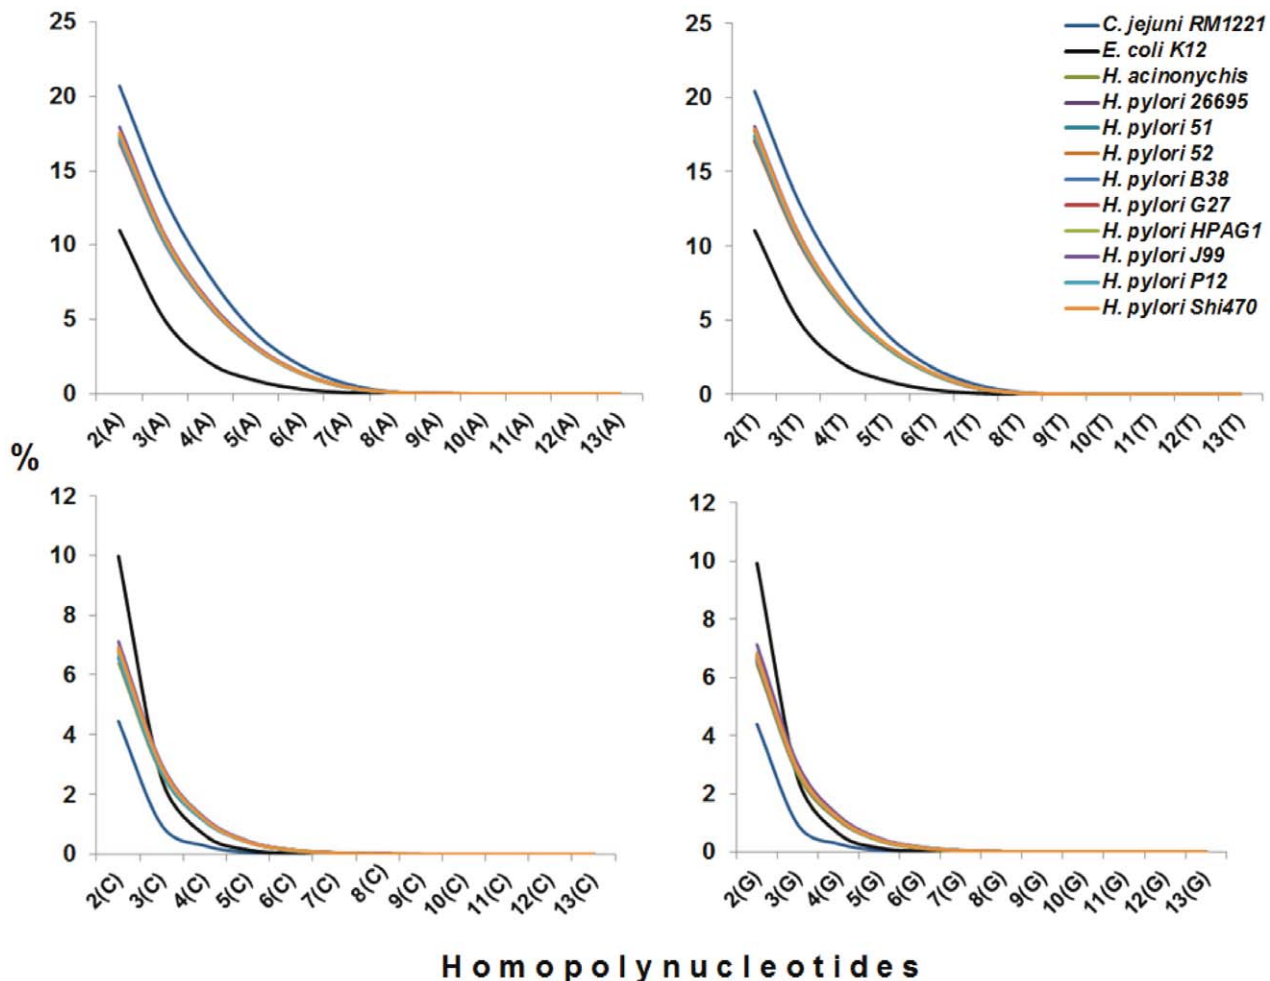 25
20
15
10
5
0
2(A) 3(A) 4(A) 5(A) 6(A) 7(A) 8(A) 9(A) 10(A) 11(A) 12(A) 13(A)
25
20
15
10
5
0
2(T) 3(T) 4(T) 5(T) 6(T) 7(T) 8(T) 9(T) 10(T) 11(T) 12(T) 13(T)
C. jejuni RM1221
E. coli K12
H. acinonychis
H. pylori 26695
H. pylori 51
H. pylori 52
H. pylori B38
H. pylori G27
H. pylori HPAG1
H. pylori J99
H. pylori P12
H. pylori Shi470
%
12
10
8
6
4
2
0
2(C) 3(C) 4(C) 5(C) 6(C) 7(C) 8(C) 9(C) 10(C) 11(C) 12(C) 13(C)
12
10
8
6
4
2
0
2(G) 3(G) 4(G) 5(G) 6(G) 7(G) 8(G) 9(G) 10(G) 11(G) 12(G) 13(G)
Homopolynucleotides